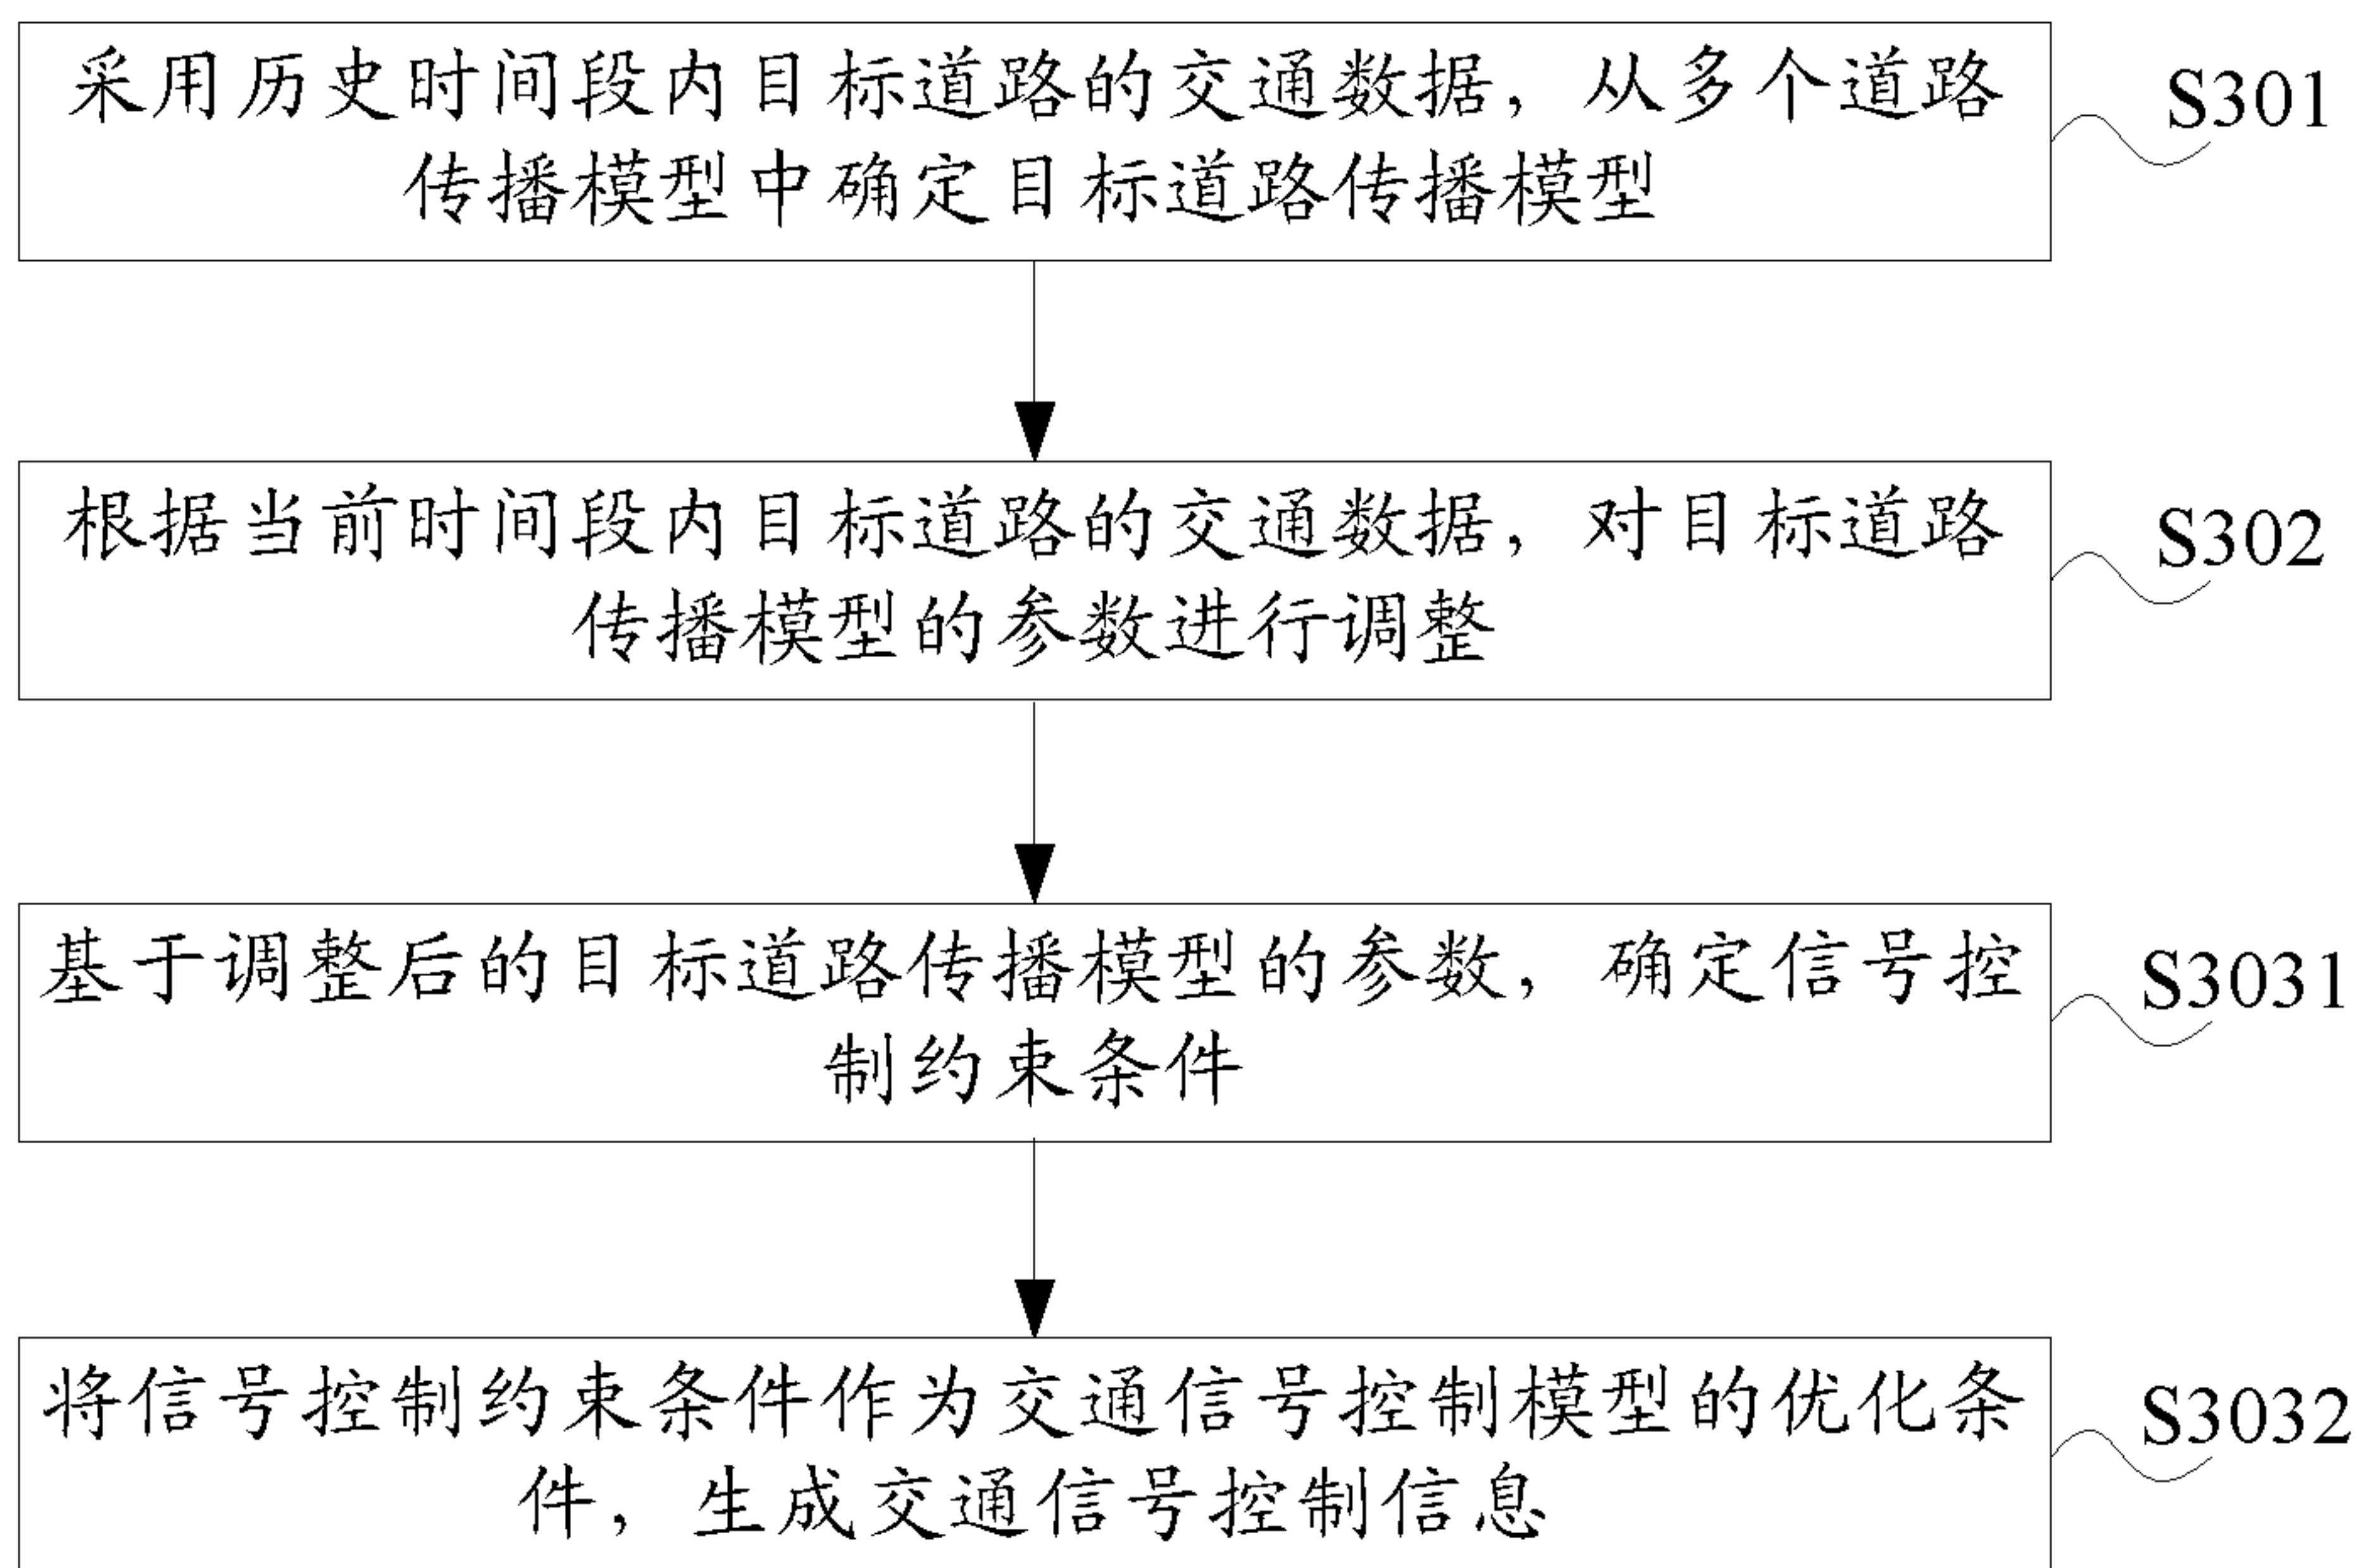 采用历史时间段内目标道路的交通数据，从多个道路
传播模型中确定目标道路传播模型
S301
根据当前时间段内目标道路的交通数据，对目标道路
传播模型的参数进行调整
S302
基于调整后的目标道路传播模型的参数，确定信号控
制约束条件
S3031
将信号控制约束条件作为交通信号控制模型的优化条
件，生成交通信号控制信息
S3032